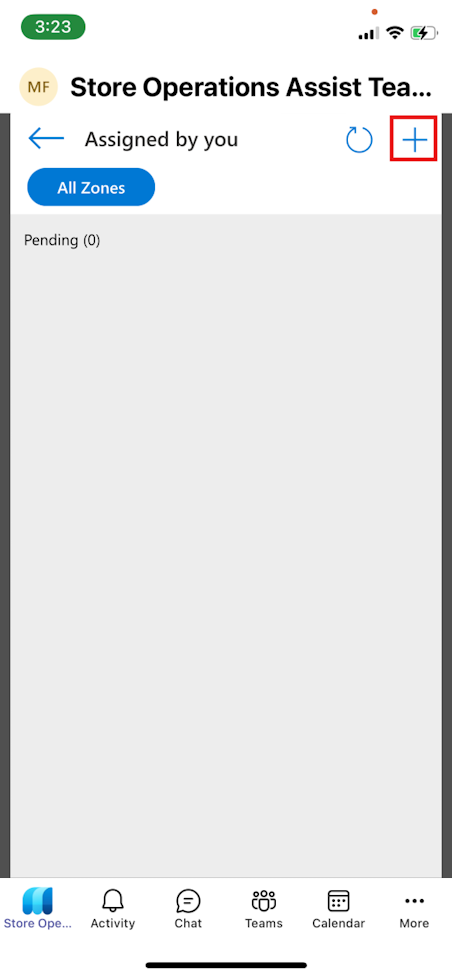 3:23
MF Store Operations Assist Tea...
Assigned by you
All Zones
Pending (0)
Store Ope... Activity Chat Teams Calendar More